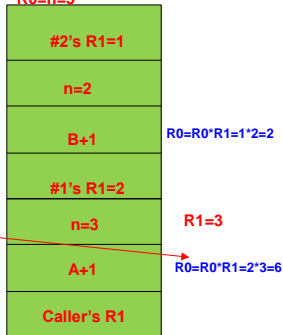 R0=n=3
#2's R1=1
n=2
B+1
R0=R0*R1=1*2=2
#1's R1=2
n=3
R1=3
A+1
R0=R0*R1=2*3=6
Caller's R1